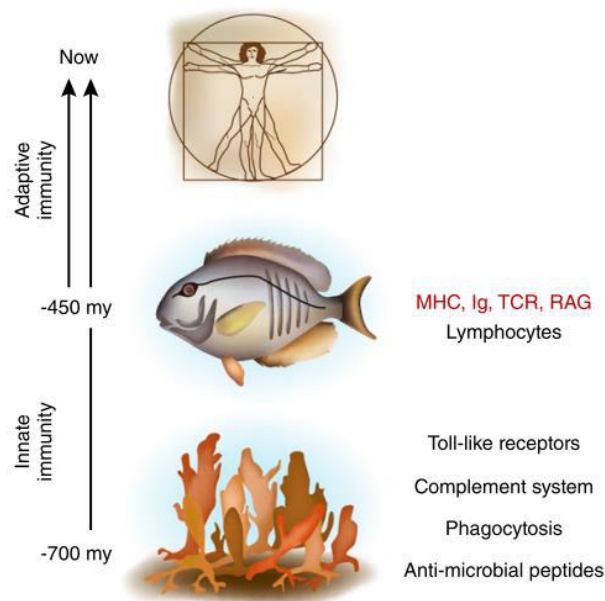 Now
Adaptive
immunity
-450 my
MHC, Ig, TCR, RAG
Lymphocytes
Innate
immunity
Toll-like receptors
Complement system
Phagocytosis
-700 my
Anti-microbial peptides